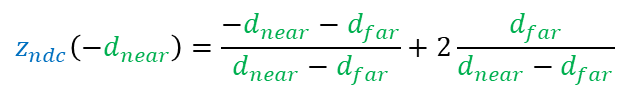 z_ndc(-d_near) = (-d_near - d_far)/(d_near - d_far) + 2 d_far/(d_near - d_far)